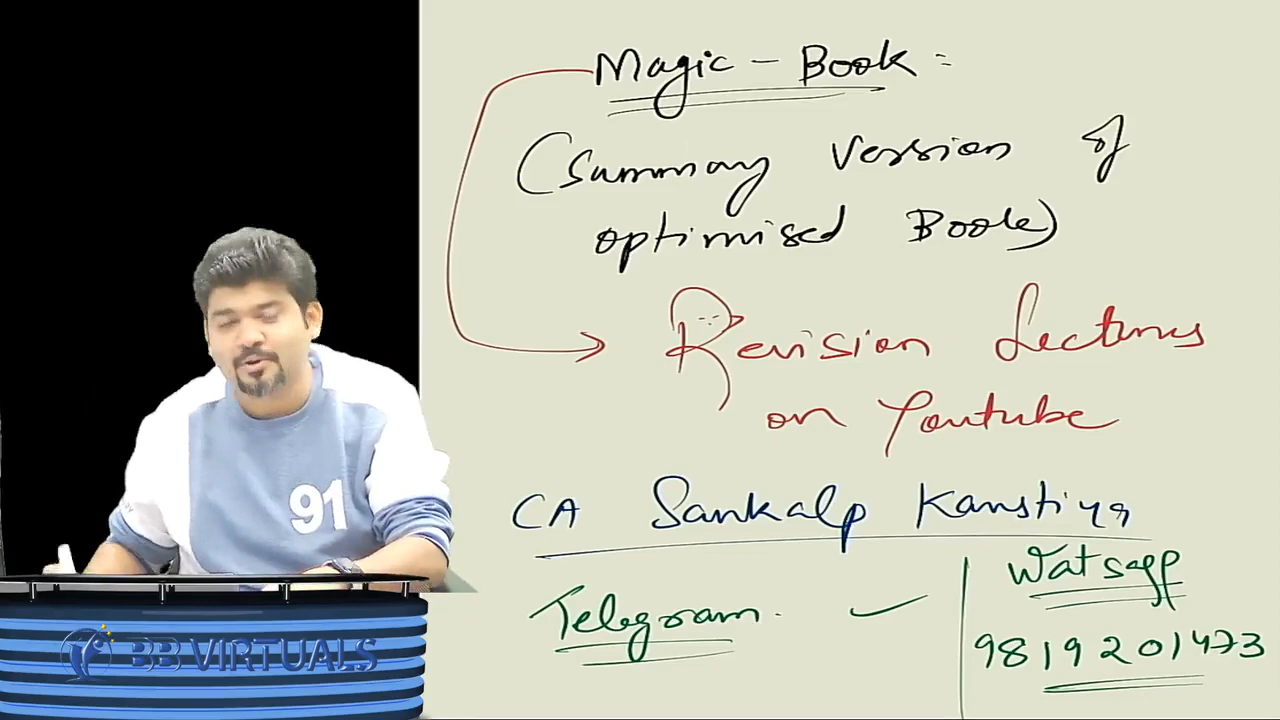 Magic - Book =
(Summary Version of
optimised Book)
Revision Lectures
on Youtube
CA Sankalp Kanstiya
Telegram.
Watsapp
9819201473
91
BB VIRTUALS